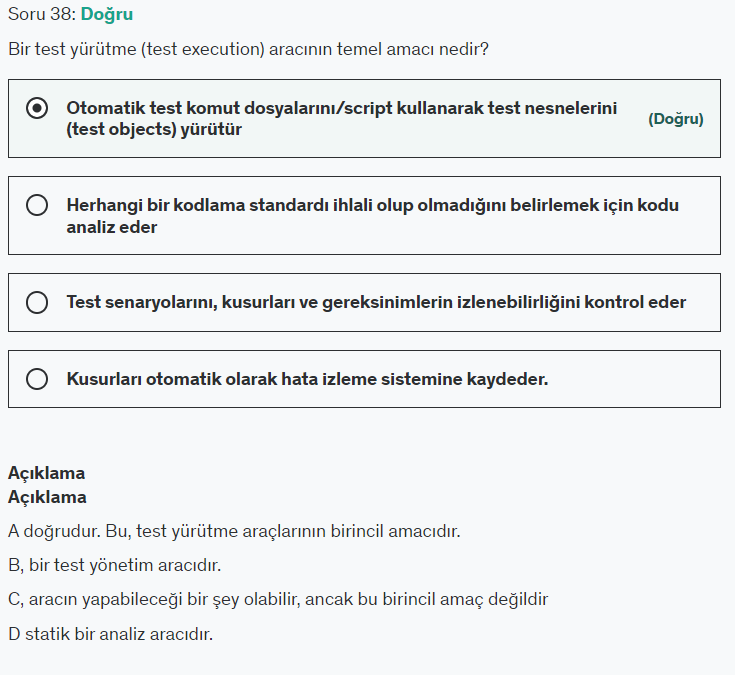 Soru 38: Doğru
Bir test yürütme (test execution) aracının temel amacı nedir?
Otomatik test komut dosyalarını/script kullanarak test nesnelerini
(test objects) yürütür
(Doğru)
Herhangi bir kodlama standardı ihlali olup olmadığını belirlemek için kodu
analiz eder
Test senaryolarını, kusurları ve gereksinimlerin izlenebilirliğini kontrol eder
Kusurları otomatik olarak hata izleme sistemine kaydeder.
Açıklama
Açıklama
A doğrudur. Bu, test yürütme araçlarının birincil amacıdır.
B, bir test yönetim aracıdır.
C, aracın yapabileceği bir şey olabilir, ancak bu birincil amaç değildir
D statik bir analiz aracıdır.